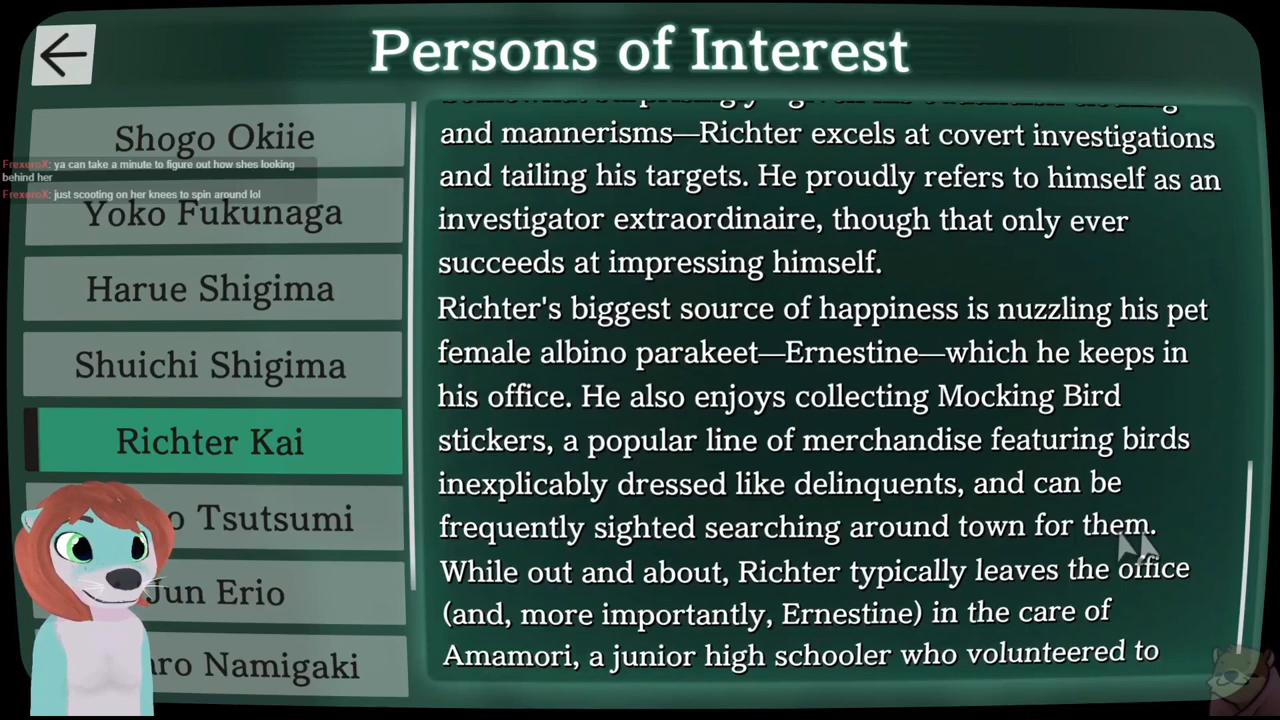 Persons of Interest
Shogo Okiie
FrexeroX: ya can take a minute to figure out how shes looking
behind her
FrexeroX: just scooting on her knees to spin around lol
Yoko Fukunaga
Harue Shigima
Shuichi Shigima
Richter Kai
o Tsutsumi
Jun Erio
ro Namigaki
and mannerisms—Richter excels at covert investigations
and tailing his targets. He proudly refers to himself as an
investigator extraordinaire, though that only ever
succeeds at impressing himself.
Richter's biggest source of happiness is nuzzling his pet
female albino parakeet—Ernestine—which he keeps in
his office. He also enjoys collecting Mocking Bird
stickers, a popular line of merchandise featuring birds
inexplicably dressed like delinquents, and can be
frequently sighted searching around town for them.
While out and about, Richter typically leaves the office
(and, more importantly, Ernestine) in the care of
Amamori, a junior high schooler who volunteered to